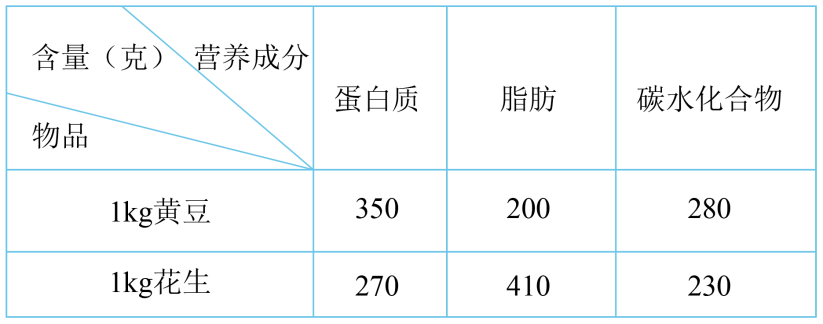 含量（克） 营养成分
物品
蛋白质 脂肪 碳水化合物
1kg黄豆 350 200 280
1kg花生 270 410 230